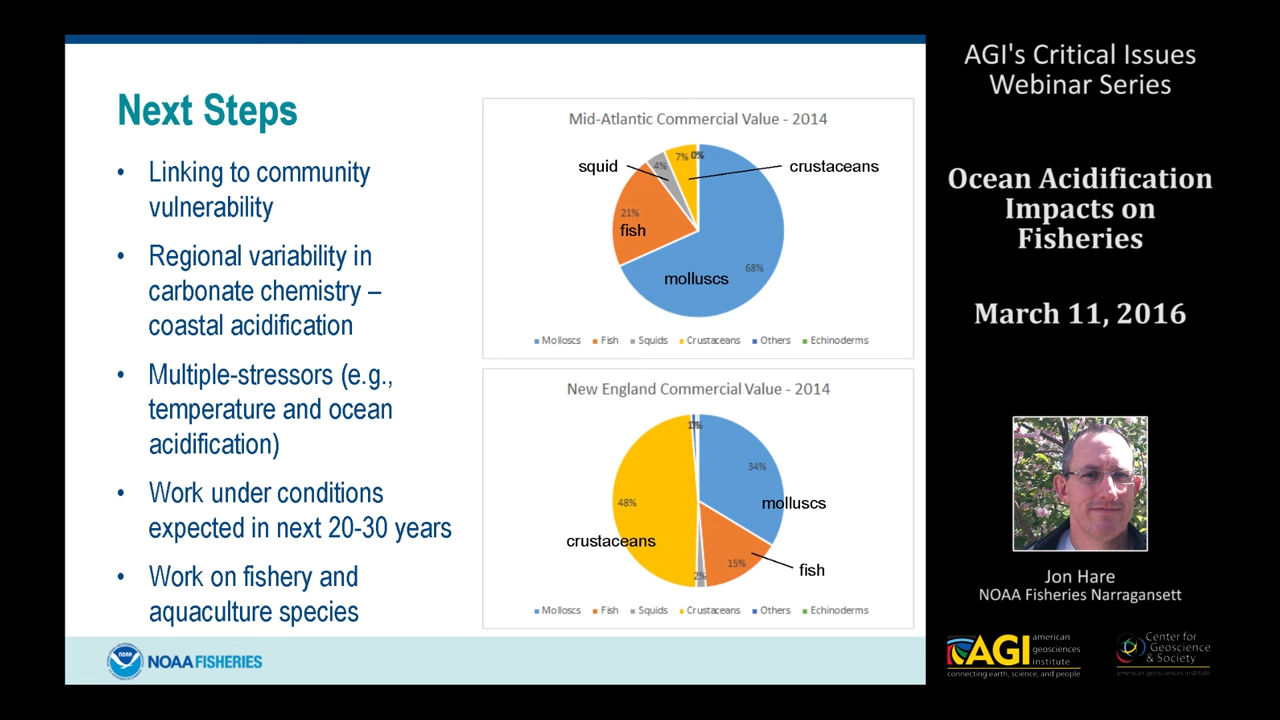 Next Steps
• Linking to community
vulnerability
• Regional variability in
carbonate chemistry –
coastal acidification
• Multiple-stressors (e.g.,
temperature and ocean
acidification)
• Work under conditions
expected in next 20-30 years
• Work on fishery and
aquaculture species
Mid-Atlantic Commercial Value - 2014
squid
4%
7%
0%
crustaceans
21%
fish
68%
molluscs
Molloscs Fish Squids Crustaceans Others Echinoderms
New England Commercial Value - 2014
34%
molluscs
48%
crustaceans
2%
15%
fish
Molloscs Fish Squids Crustaceans Others Echinoderms
NOAA
NOAA FISHERIES
AGI's Critical Issues
Webinar Series
Ocean Acidification
Impacts on
Fisheries
March 11, 2016
Jon Hare
NOAA Fisheries Narragansett
AGI
american
geosciences
institute
connecting earth, science, and people
Center for
Geoscience
& Society
american geosciences institute